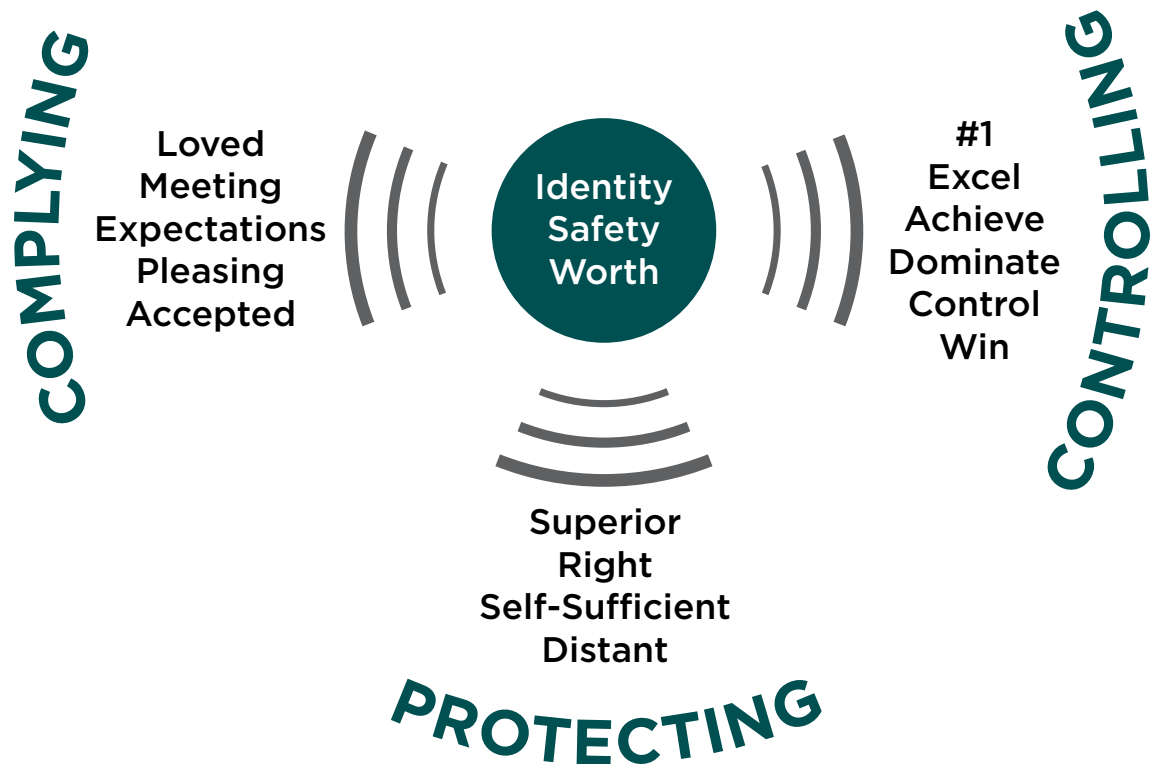 COMPLYING
Loved
Meeting
Expectations
Pleasing
Accepted
Identity
Safety
Worth
#1
Excel
Achieve
Dominate
Control
Win
CONTROLLING
Superior
Right
Self-Sufficient
Distant
PROTECTING